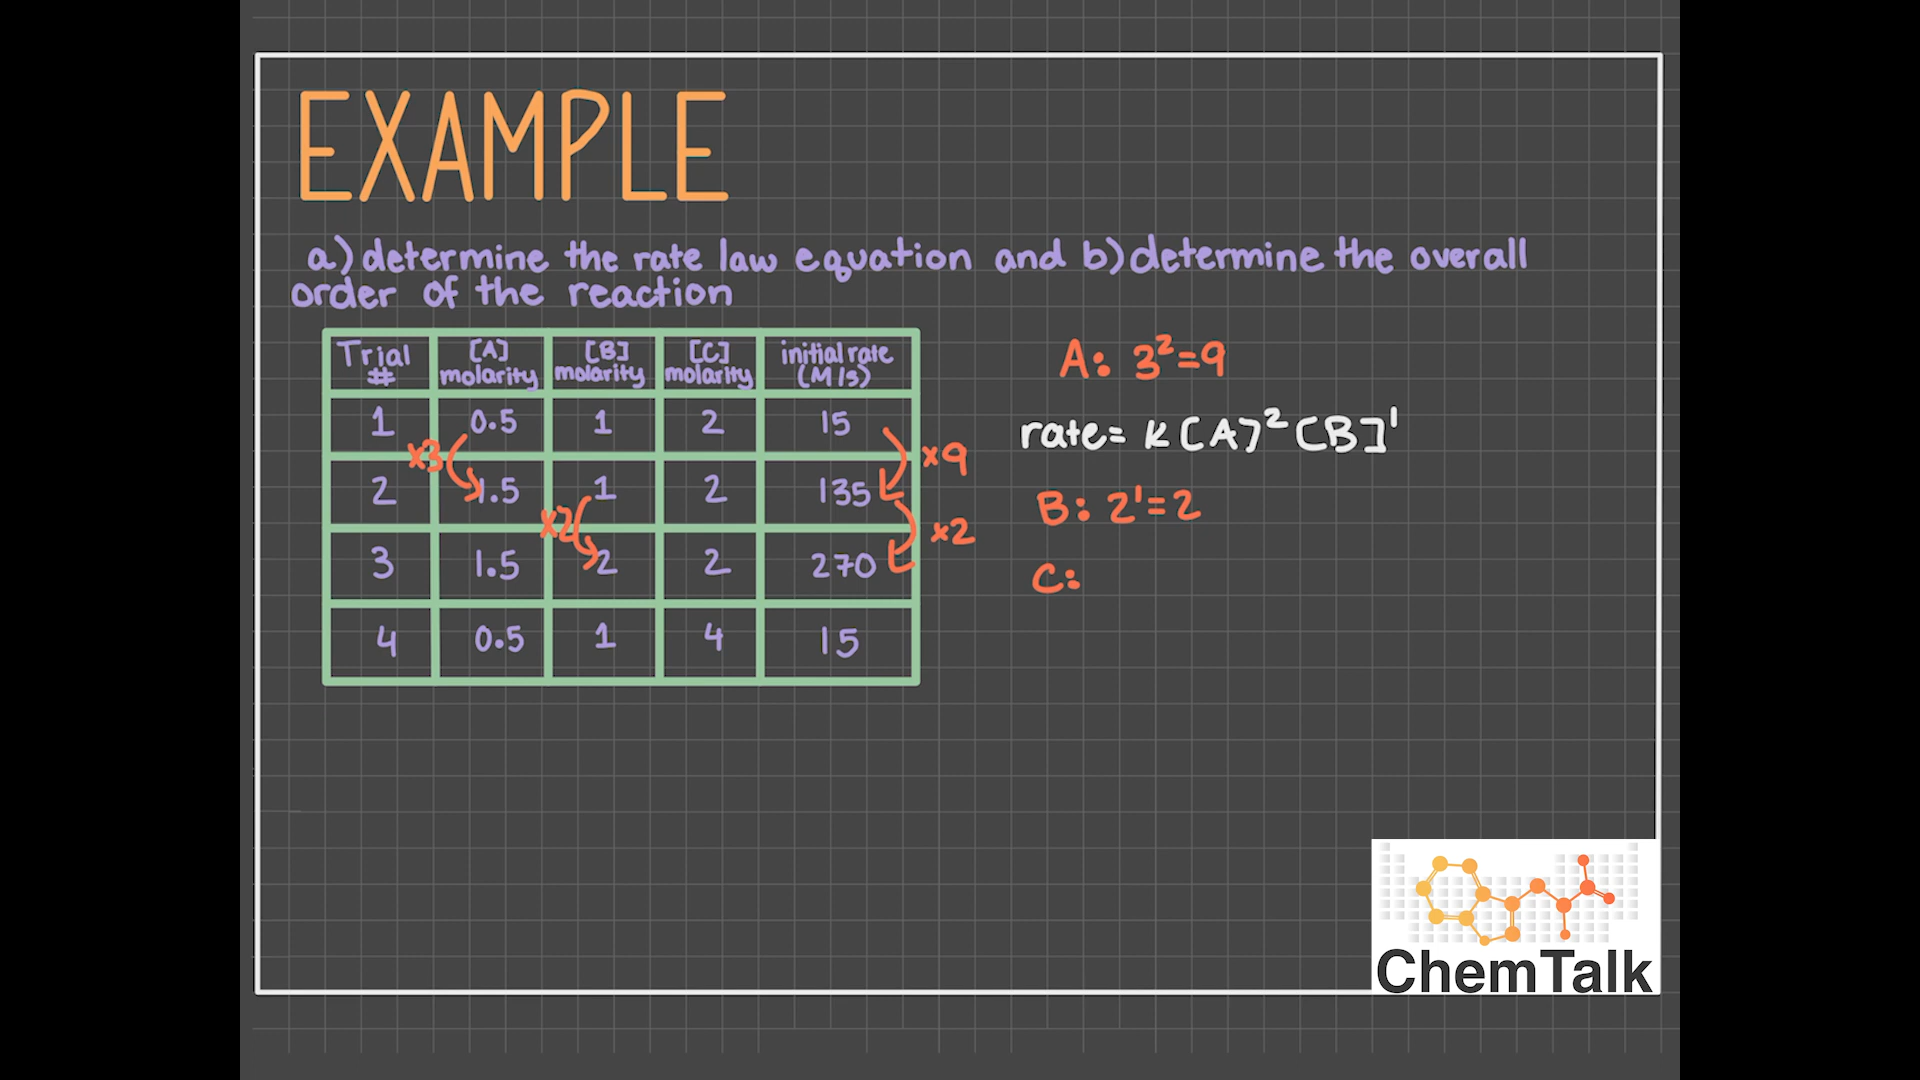 EXAMPLE
a) determine the rate law equation and b) determine the overall
order of the reaction
Trial # [A] molarity [B] molarity [C] molarity initial rate (M/s)
1 0.5 1 2 15
2 1.5 1 2 135
3 1.5 2 2 270
4 0.5 1 4 15
x3
x9
x2
x2
A: 3²=9
rate= k[A]²[B]¹
B: 2¹=2
C:
ChemTalk